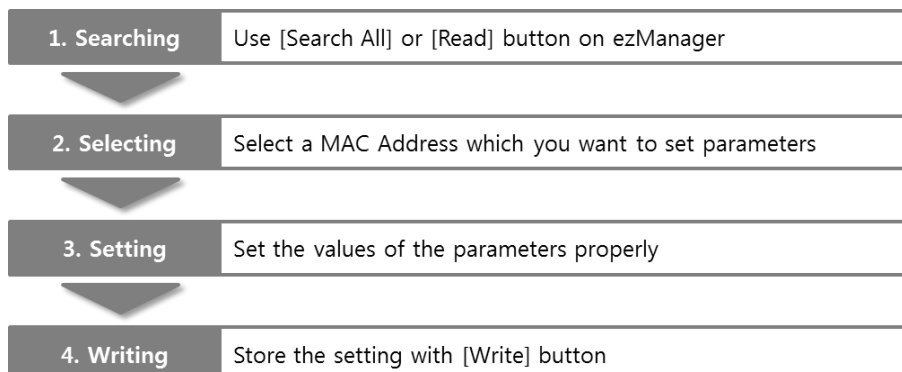 1. Searching Use [Search All] or [Read] button on ezManager
2. Selecting Select a MAC Address which you want to set parameters
3. Setting Set the values of the parameters properly
4. Writing Store the setting with [Write] button